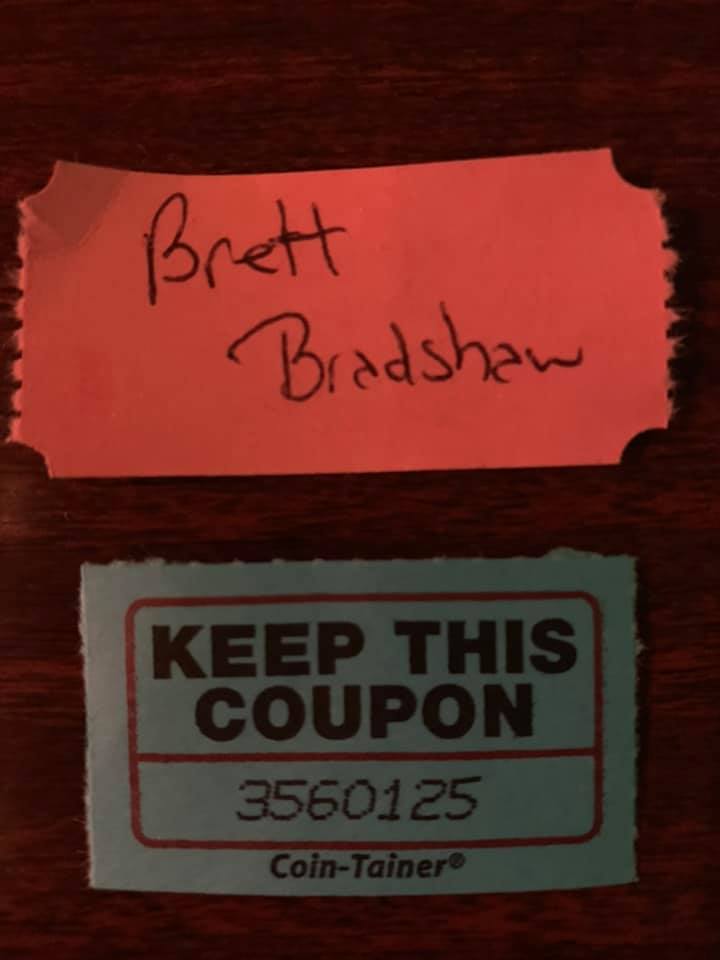 Brett
Bradshaw
KEEP THIS
COUPON
3560125
Coin-Tainer®